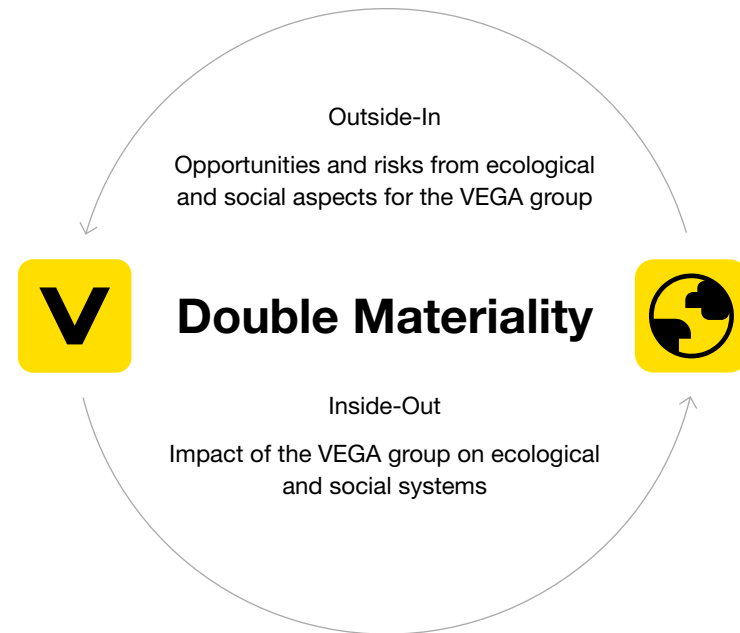 Outside-In
Opportunities and risks from ecological
and social aspects for the VEGA group
V
Double Materiality
Inside-Out
Impact of the VEGA group on ecological
and social systems